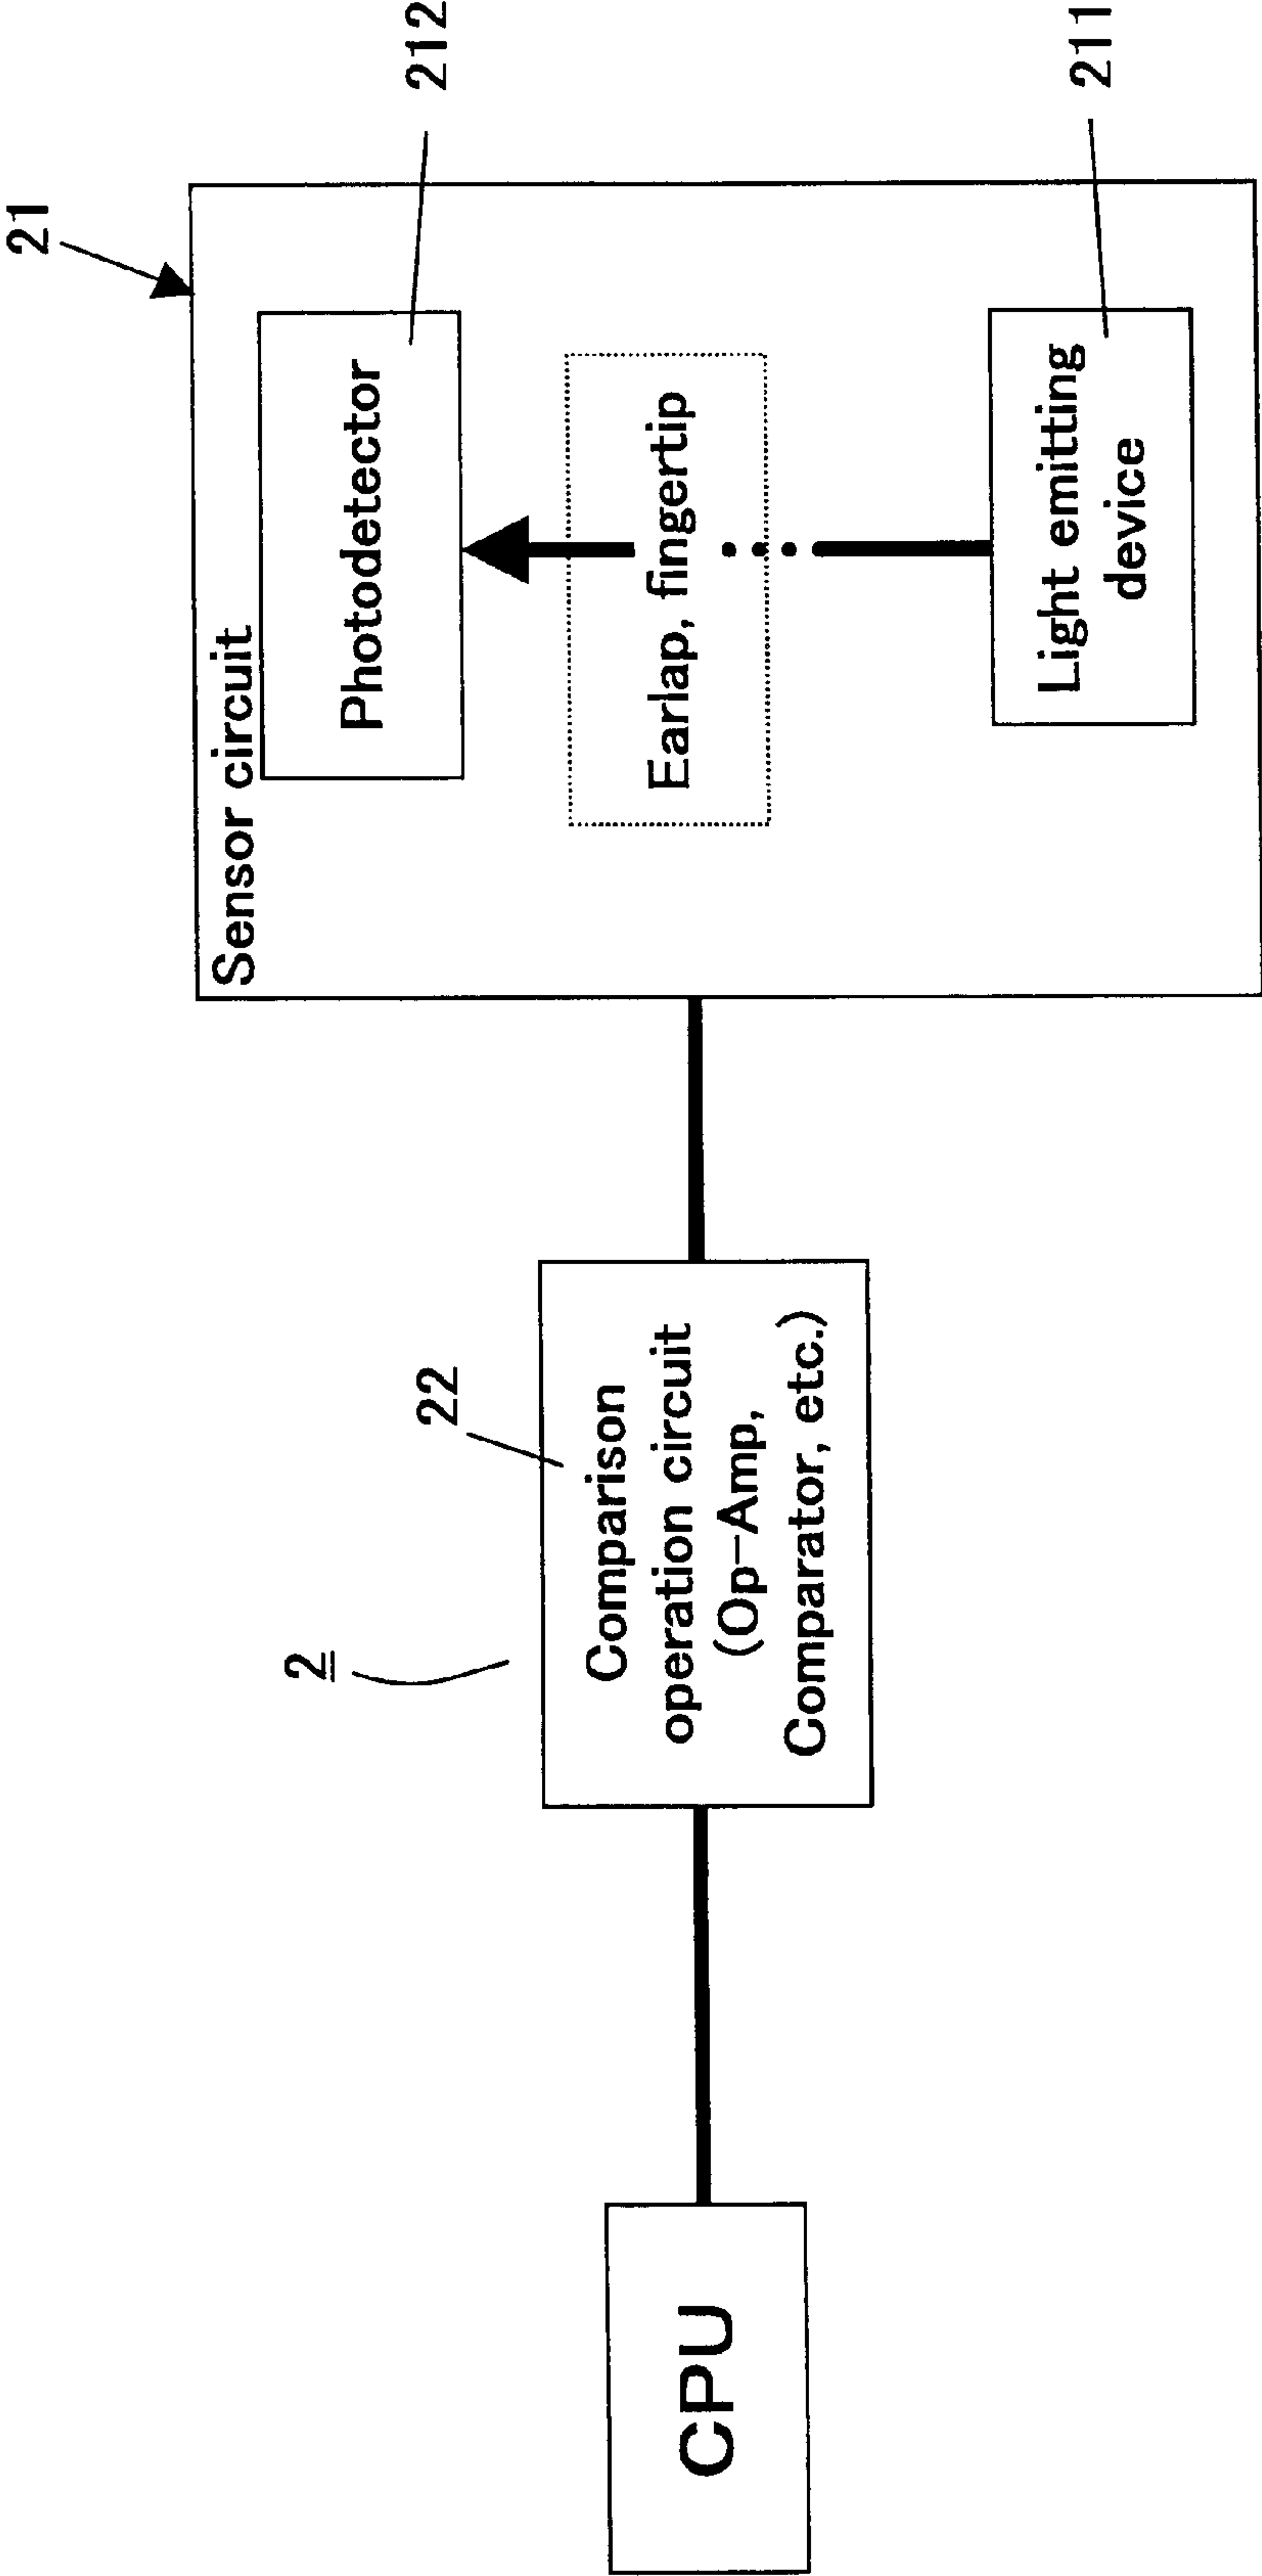 21
Sensor circuit
Photodetector
212
Earlap, fingertip
Light emitting
device
211
2
22
Comparison
operation circuit
(Op-Amp,
Comparator, etc.)
CPU